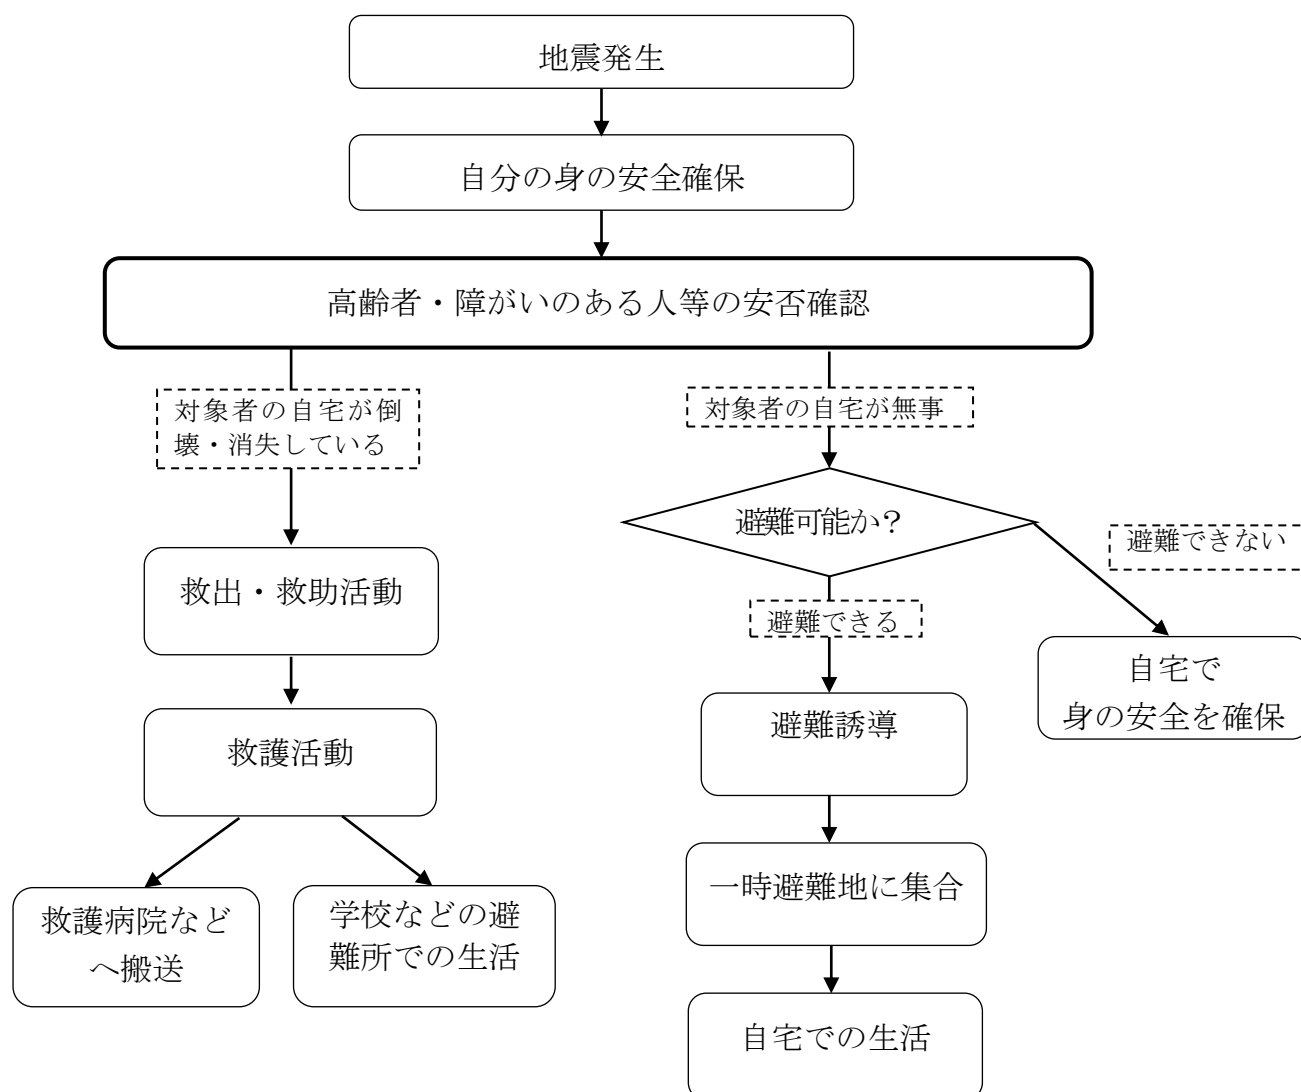 地震発生
自分の身の安全確保
高齢者・障がいのある人等の安否確認
対象者の自宅が倒
壊・消失している
対象者の自宅が無事
避難可能か？
避難できない
救出・救助活動
避難できる
自宅で
身の安全を確保
避難誘導
救護活動
一時避難地に集合
救護病院など
へ搬送
学校などの避
難所での生活
自宅での生活